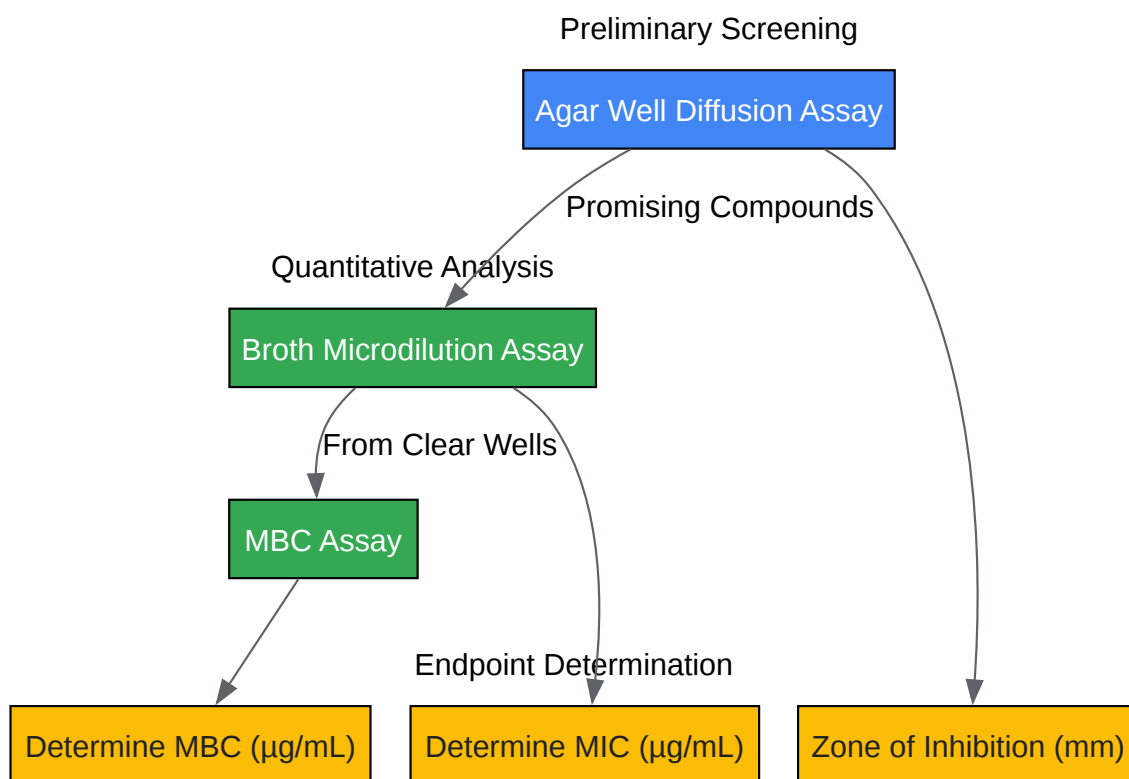 Preliminary Screening
Agar Well Diffusion Assay
Promising Compounds
Quantitative Analysis
Broth Microdilution Assay
From Clear Wells
MBC Assay
Endpoint Determination
Determine MBC (µg/mL)
Determine MIC (µg/mL)
Zone of Inhibition (mm)